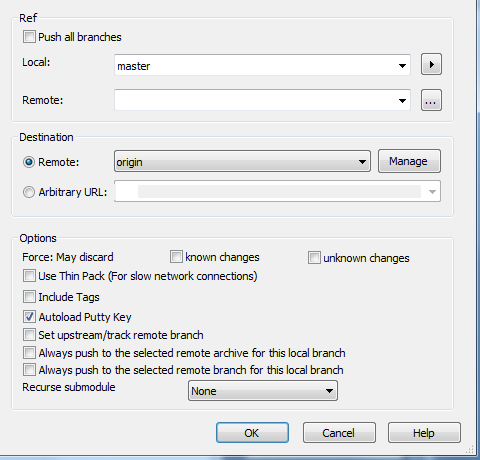 Ref
Push all branches
Local: master
Remote: ...
Destination
Remote: origin Manage
Arbitrary URL:
Options
Force: May discard known changes unknown changes
Use Thin Pack (For slow network connections)
Include Tags
Autoload Putty Key
Set upstream/track remote branch
Always push to the selected remote archive for this local branch
Always push to the selected remote branch for this local branch
Recurse submodule None
OK Cancel Help